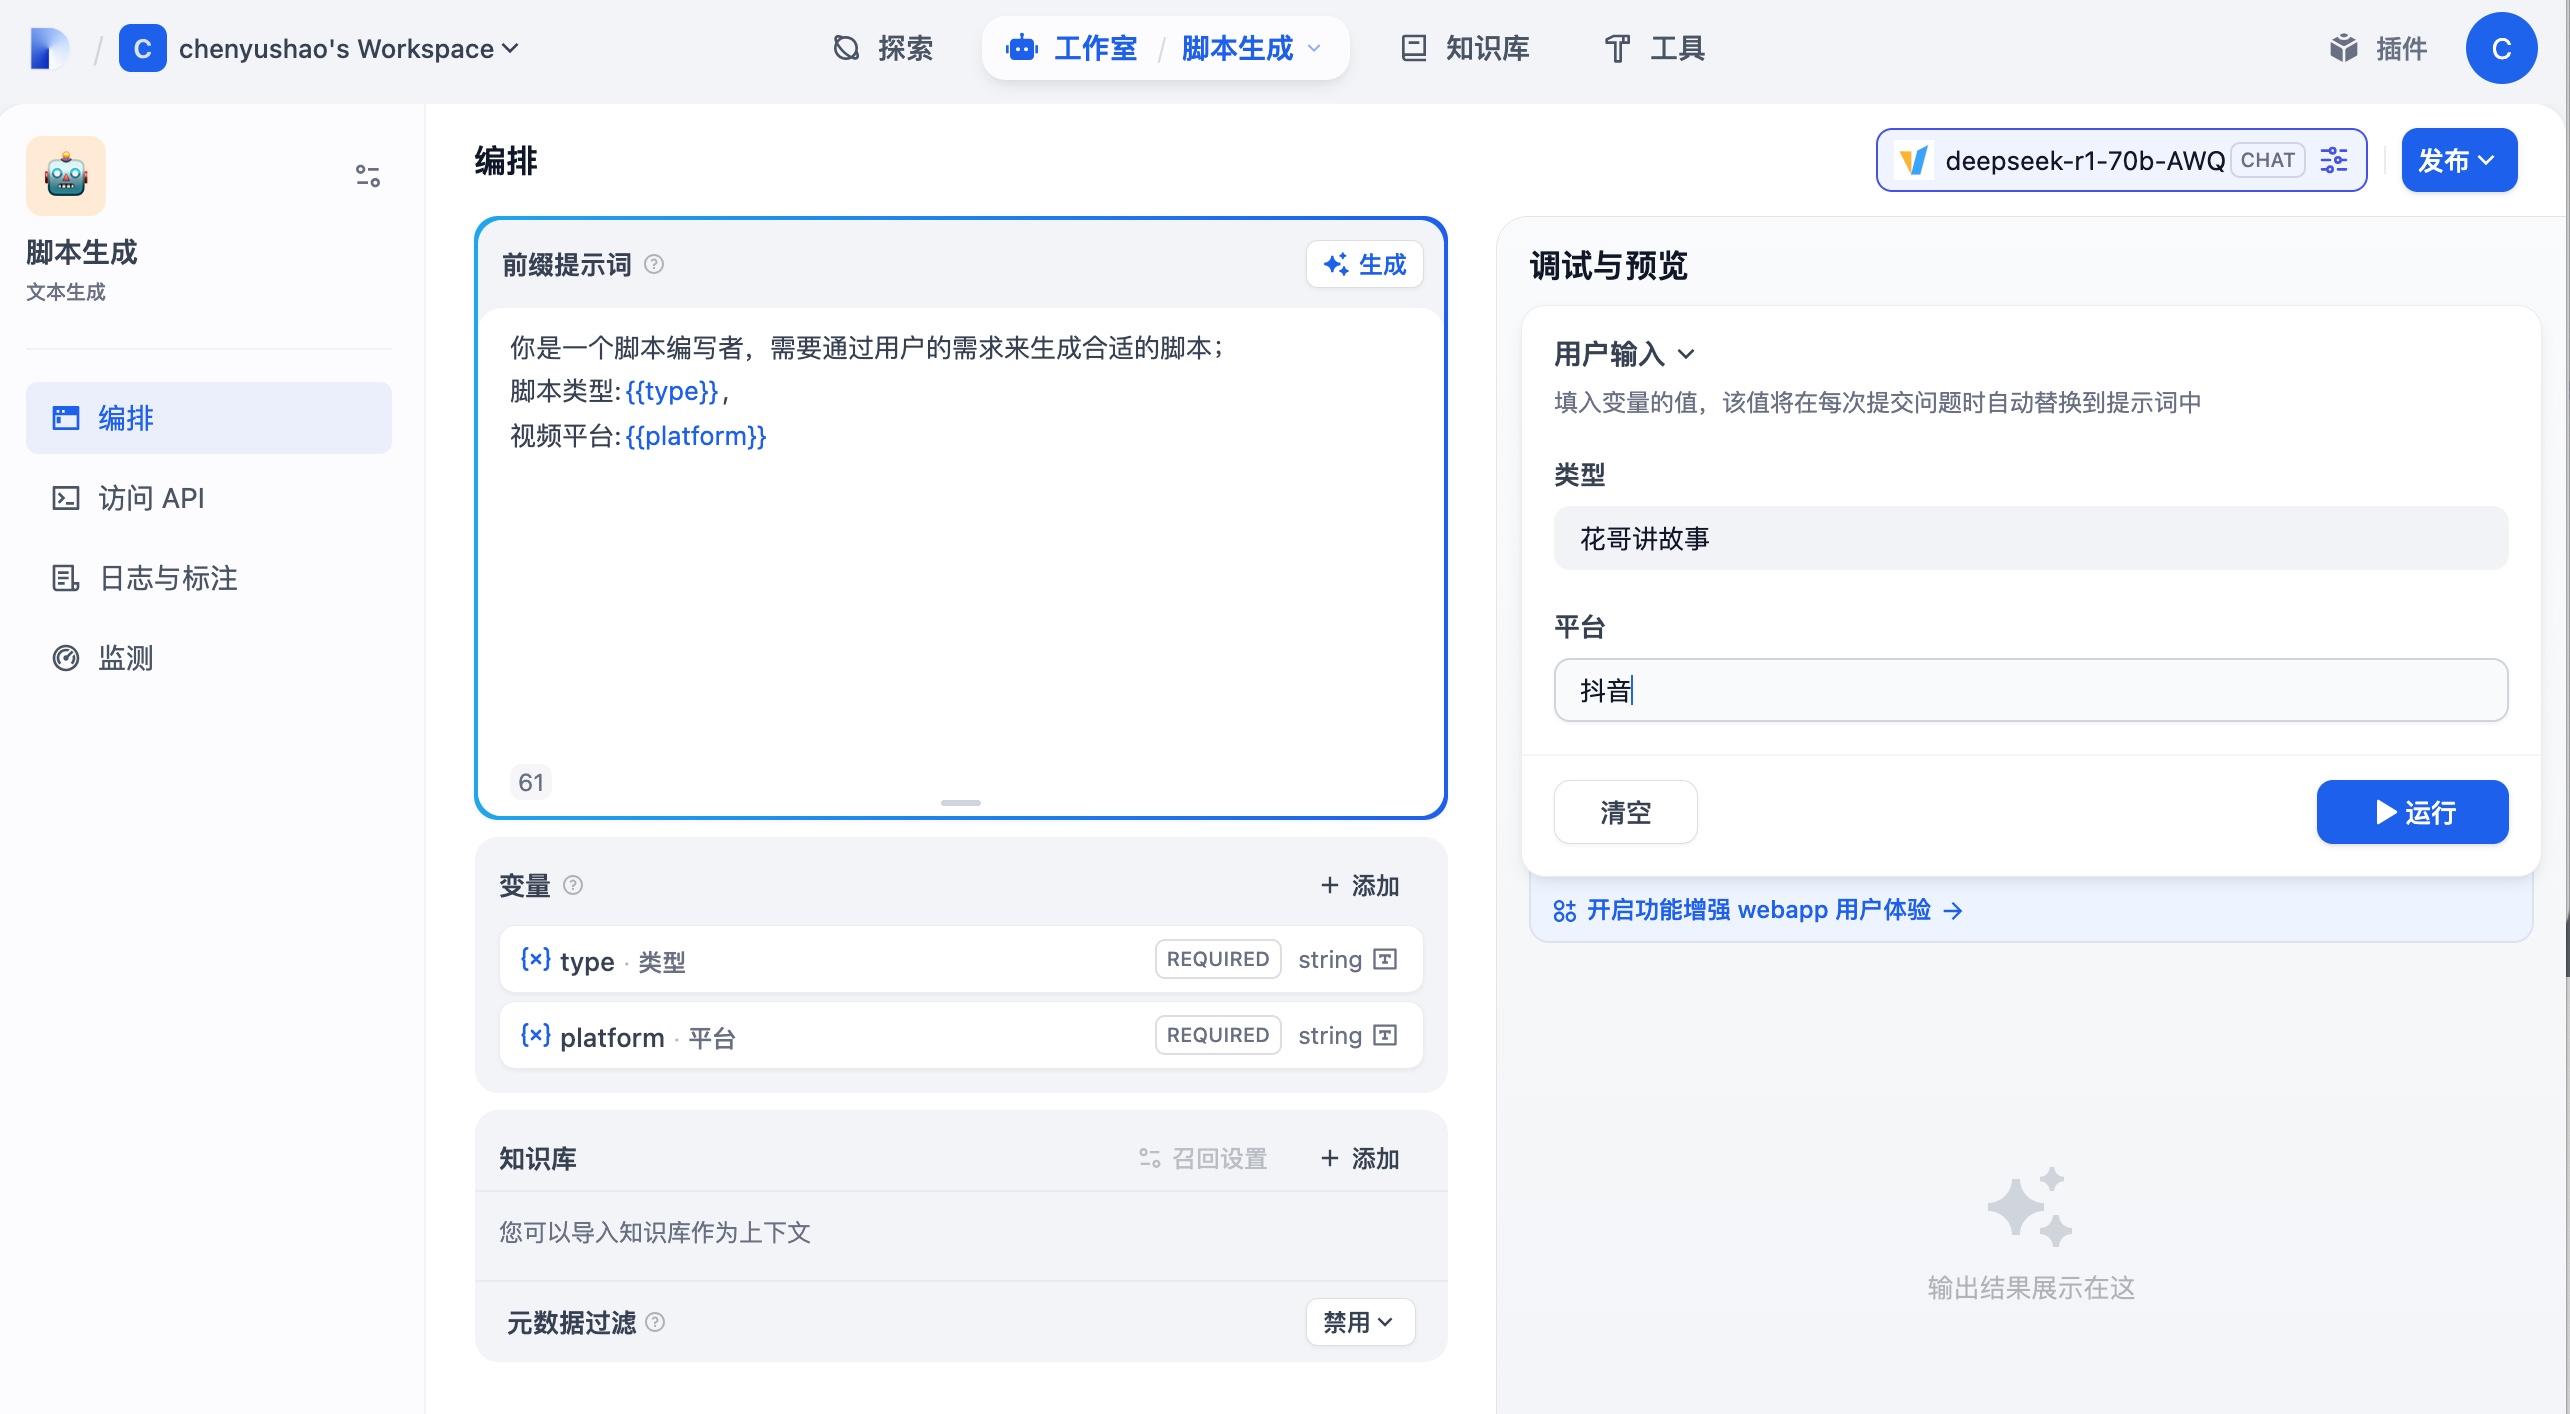 C chenyushao's Workspace
探索
工作室 / 脚本生成
知识库
工具
插件
C
脚本生成
文本生成
编排
访问 API
日志与标注
监测
编排
deepseek-r1-70b-AWQ CHAT
发布
前缀提示词
生成
你是一个脚本编写者，需要通过用户的需求来生成合适的脚本；
脚本类型:{{type}},
视频平台:{{platform}}
61
变量
+ 添加
{x} type · 类型 REQUIRED string
{x} platform · 平台 REQUIRED string
知识库
召回设置
+ 添加
您可以导入知识库作为上下文
元数据过滤
禁用
调试与预览
用户输入
填入变量的值，该值将在每次提交问题时自动替换到提示词中
类型
花哥讲故事
平台
抖音
清空
运行
开启功能增强 webapp 用户体验 →
输出结果展示在这